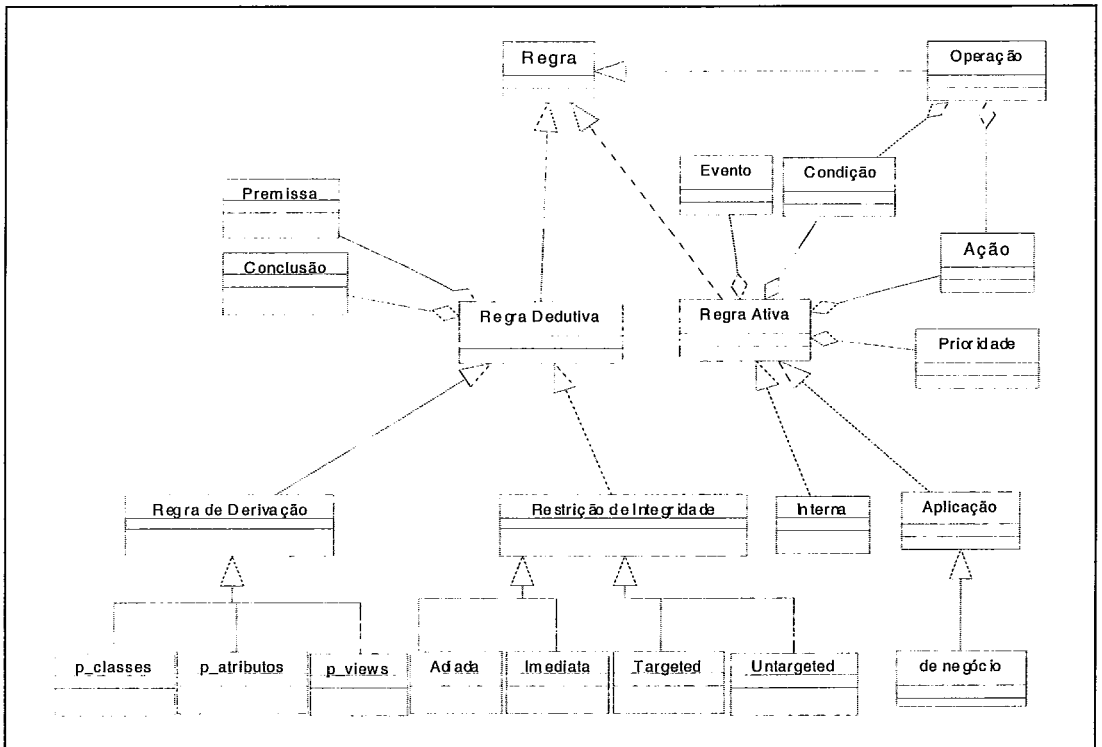 Regra
Operação
Evento
Condição
Premissa
Conclusão
Ação
Regra Dedutiva
Regra Ativa
Prioridade
Regra de Derivação
Restrição de Integridade
Interna
Aplicação
p_classes
p_atributos
p_views
Adiada
Imediata
Targeted
Untargeted
de negócio